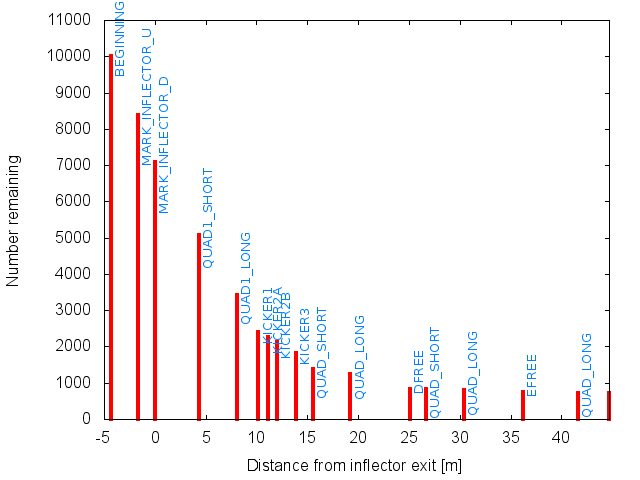 11000
10000
9000
8000
7000
6000
5000
4000
3000
2000
1000
0
Number remaining
BEGINNING
MARK_INFLECTOR_U
MARK_INFLECTOR_D
QUAD1_SHORT
QUAD1_LONG
KICKER1
KICKER2A
KICKER2B
KICKER3
QUAD_SHORT
QUAD_LONG
DFREE
QUAD_SHORT
QUAD_LONG
EFREE
QUAD_LONG
-5 0 5 10 15 20 25 30 35 40
Distance from inflector exit [m]